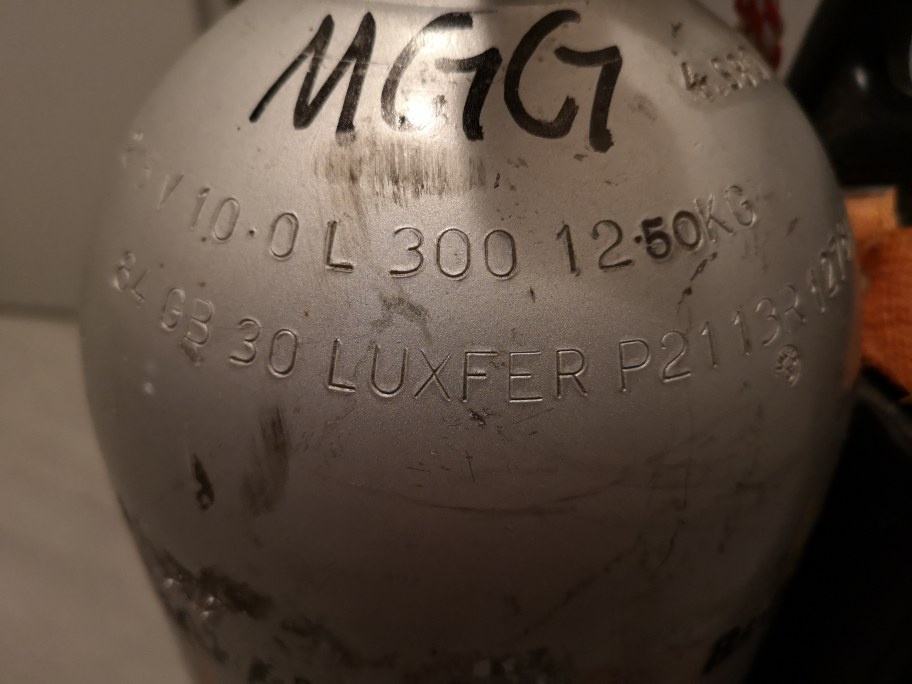 MGG
10.0 L 300 12.50KG
GB 30 LUXFER P2113R